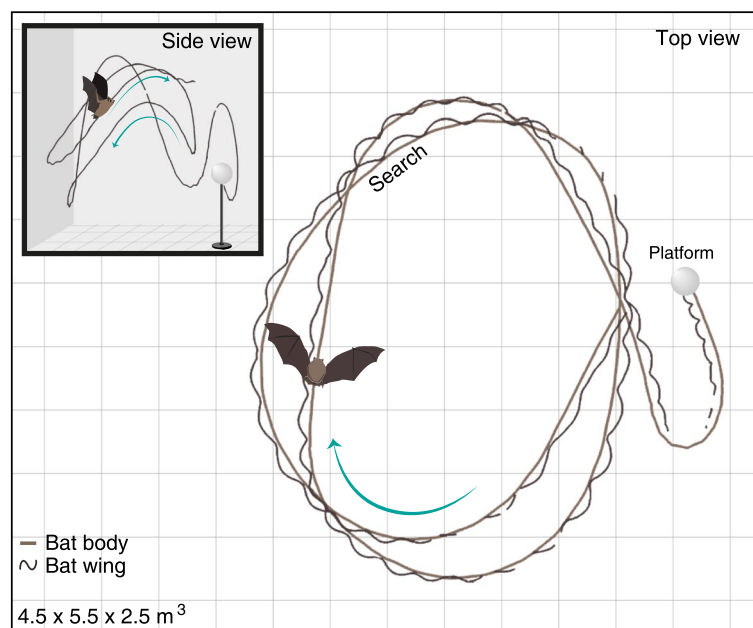 Side view
Top view
Search
Platform
Bat body
Bat wing
4.5 x 5.5 x 2.5 m³